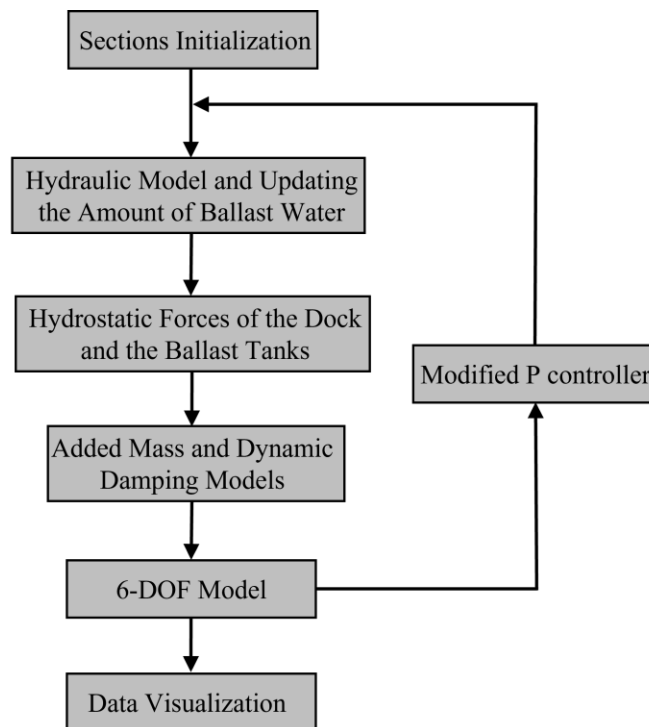 Sections Initialization
Hydraulic Model and Updating
the Amount of Ballast Water
Hydrostatic Forces of the Dock
and the Ballast Tanks
Modified P controller
Added Mass and Dynamic
Damping Models
6-DOF Model
Data Visualization